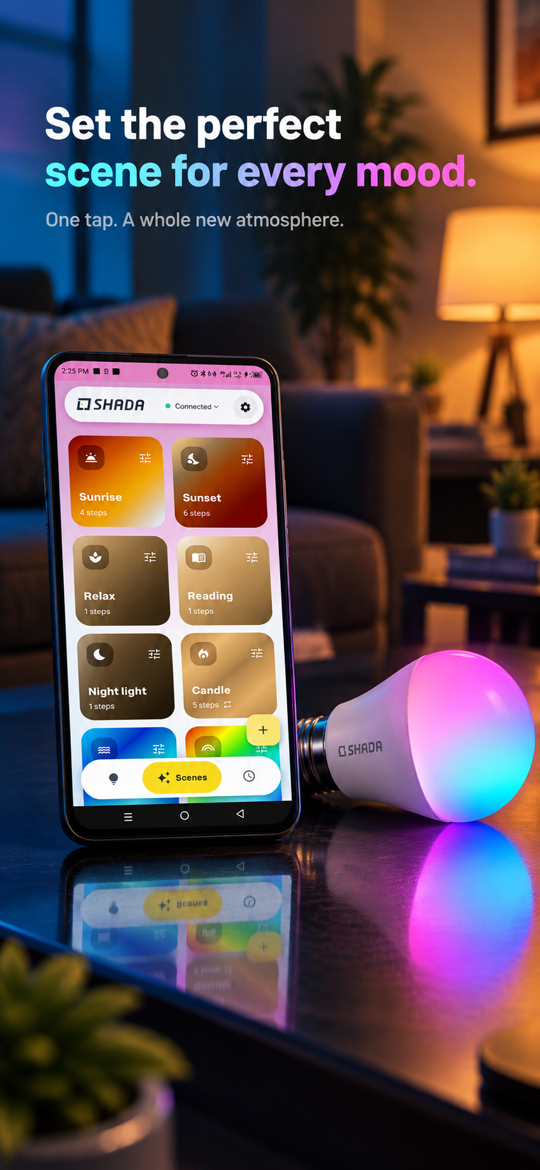 Set the perfect
scene for every mood.
One tap. A whole new atmosphere.
2:25 PM
SHADA
Connected
Sunrise
4 steps
Sunset
6 steps
Relax
1 steps
Reading
1 steps
Night light
1 steps
Candle
5 steps
Scenes
SHADA